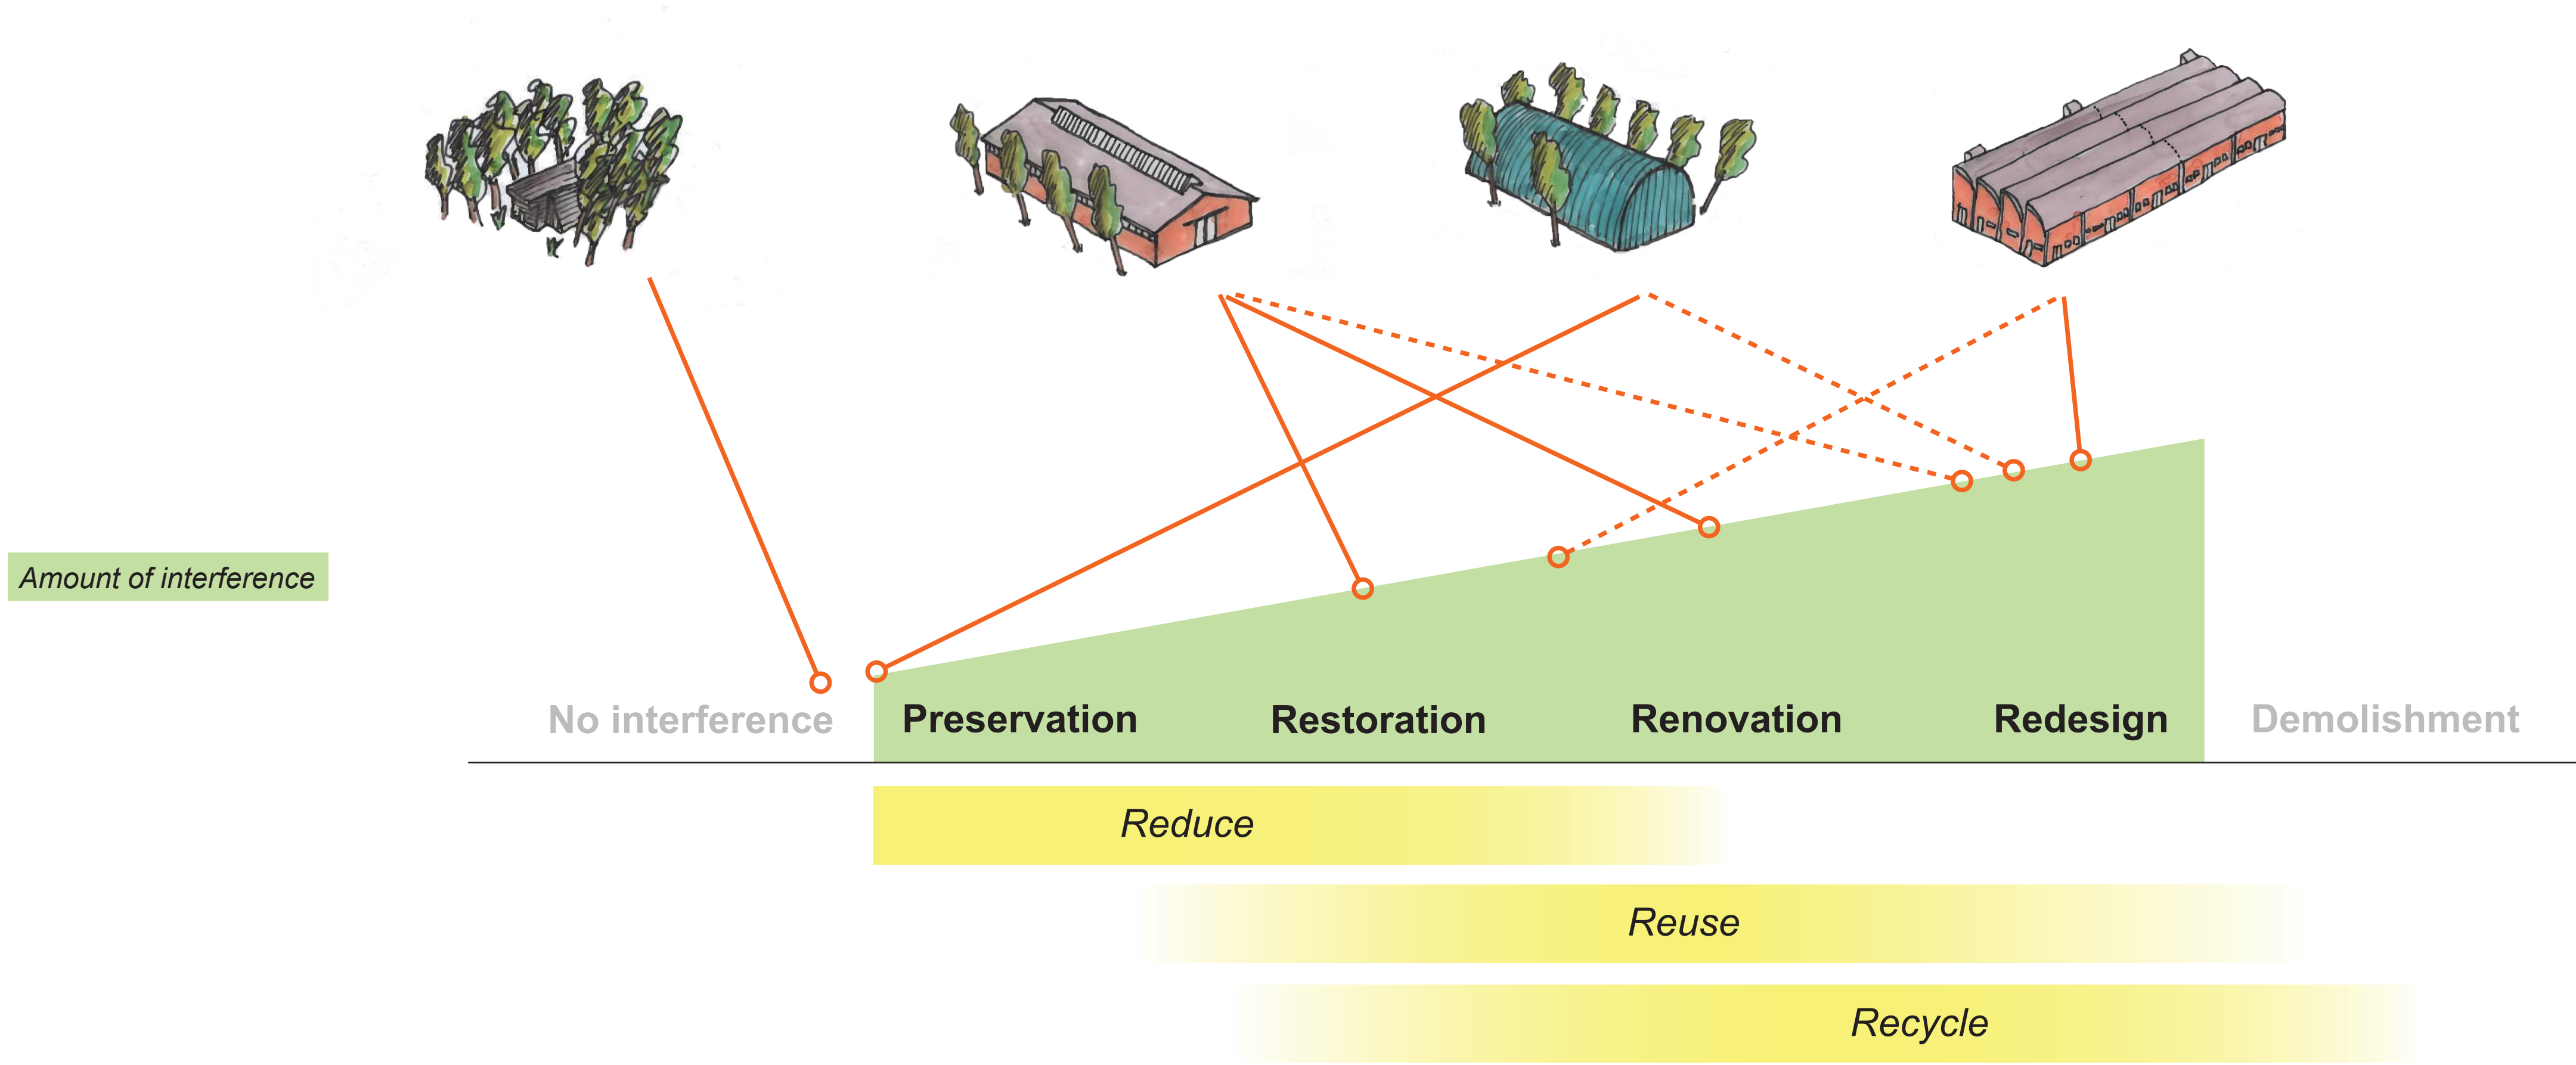 Amount of interference
No interference
Preservation
Restoration
Renovation
Redesign
Demolishment
Reduce
Reuse
Recycle